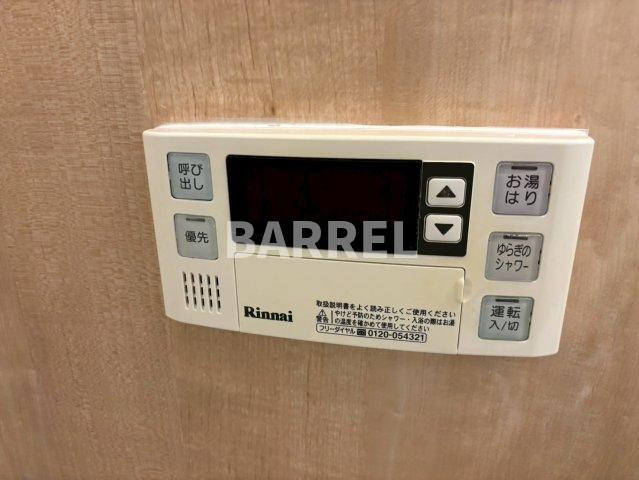 呼び
出し
優先
お湯
はり
ゆらぎの
シャワー
運転
入/切
BARREL
Rinnai
取扱説明書をよく読み正しくご使用ください
警告
やけど予防のためシャワー・入浴の際はお湯
の温度を確かめて使用してください
フリーダイヤル 0120-054321